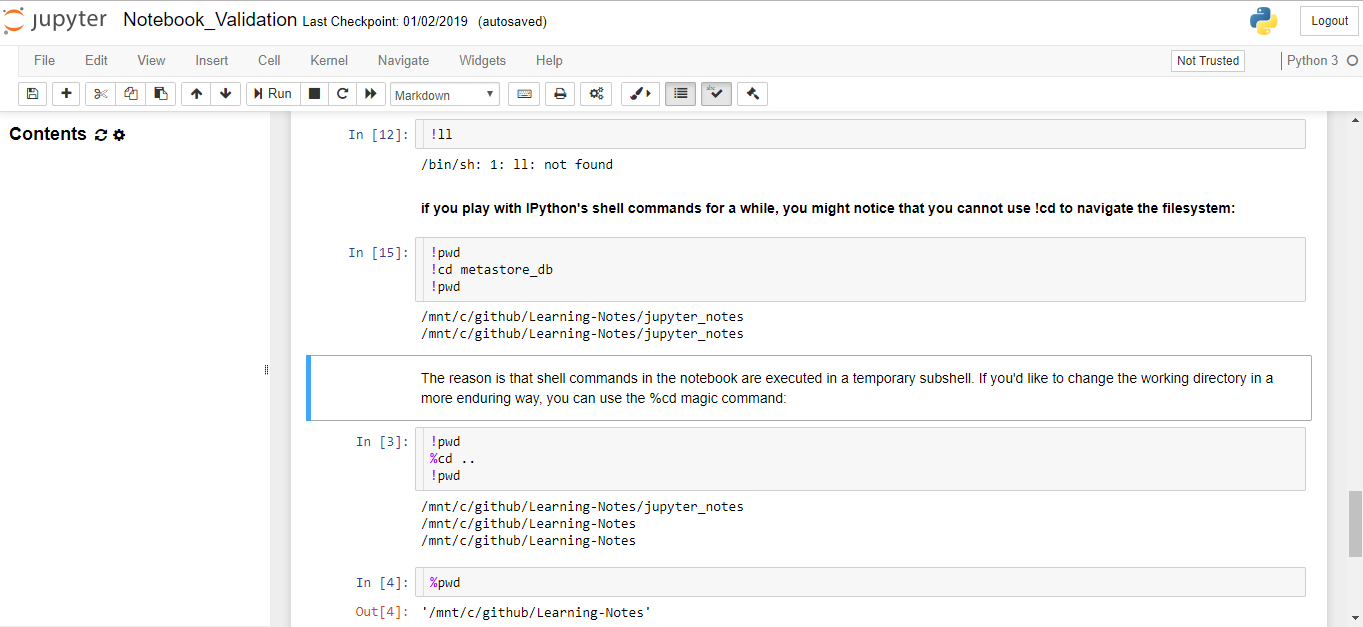 jupyter Notebook_Validation Last Checkpoint: 01/02/2019 (autosaved) Logout
File Edit View Insert Cell Kernel Navigate Widgets Help Not Trusted Python 3
Run Markdown
Contents
In [12]: !ll
/bin/sh: 1: ll: not found
if you play with IPython's shell commands for a while, you might notice that you cannot use !cd to navigate the filesystem:
In [15]: !pwd
!cd metastore_db
!pwd
/mnt/c/github/Learning-Notes/jupyter_notes
/mnt/c/github/Learning-Notes/jupyter_notes
The reason is that shell commands in the notebook are executed in a temporary subshell. If you'd like to change the working directory in a
more enduring way, you can use the %cd magic command:
In [3]: !pwd
%cd ..
!pwd
/mnt/c/github/Learning-Notes/jupyter_notes
/mnt/c/github/Learning-Notes
/mnt/c/github/Learning-Notes
In [4]: %pwd
Out[4]: '/mnt/c/github/Learning-Notes'